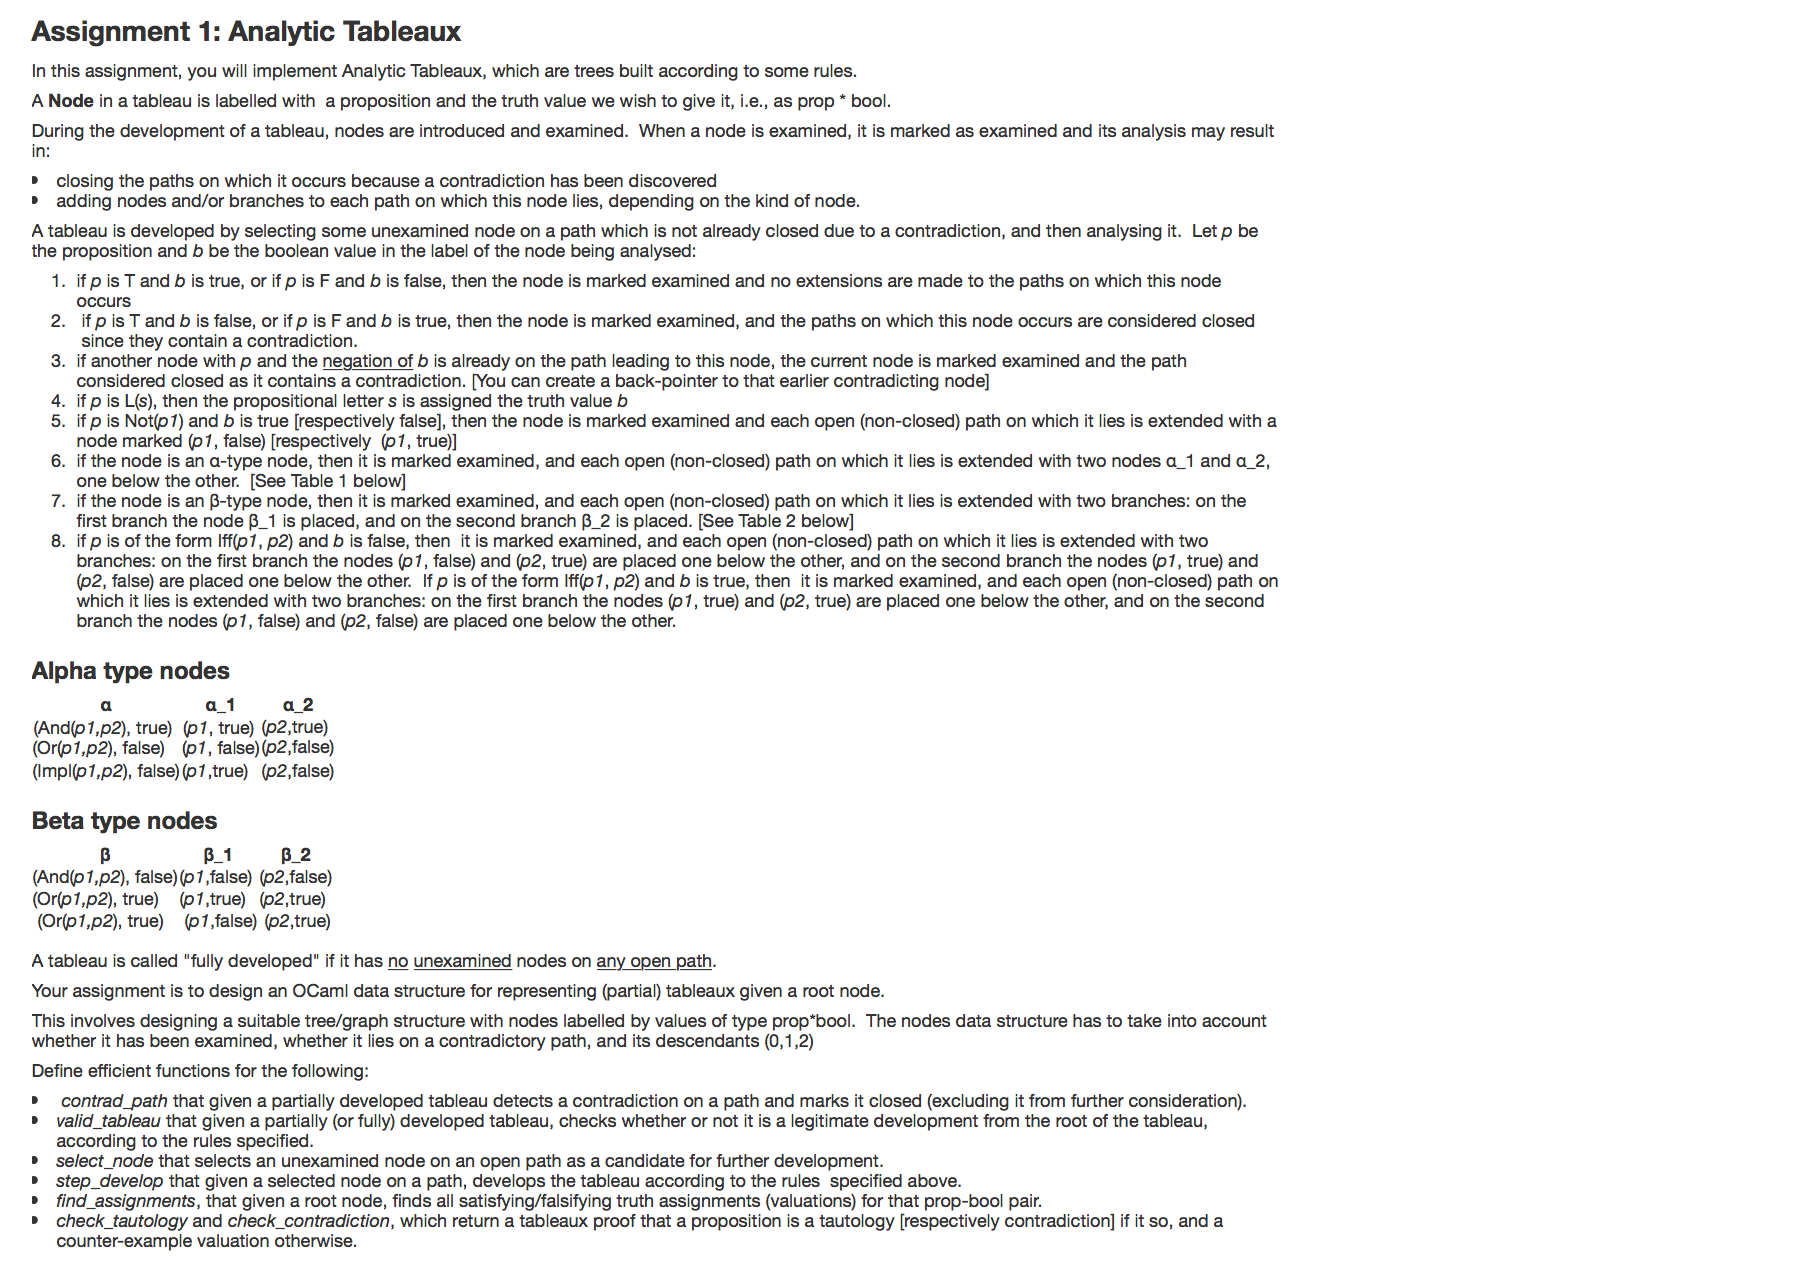 Assignment 1: Analytic Tableaux
In this assignment, you will implement Analytic Tableaux, which are trees built according to some rules.
A Node in a tableau is labelled with  a proposition and the truth value we wish to give it, i.e., as prop * bool.
During the development of a tableau, nodes are introduced and examined.  When a node is examined, it is marked as examined and its analysis may result
in:
closing the paths on which it occurs because a contradiction has been discovered
adding nodes and/or branches to each path on which this node lies, depending on the kind of node.
A tableau is developed by selecting some unexamined node on a path which is not already closed due to a contradiction, and then analysing it.  Let p be
the proposition and b be the boolean value in the label of the node being analysed:
1. if p is T and b is true, or if p is F and b is false, then the node is marked examined and no extensions are made to the paths on which this node
occurs
2. if p is T and b is false, or if p is F and b is true, then the node is marked examined, and the paths on which this node occurs are considered closed
since they contain a contradiction.
3. if another node with p and the negation of b is already on the path leading to this node, the current node is marked examined and the path
considered closed as it contains a contradiction. [You can create a back-pointer to that earlier contradicting node]
4. if p is L(s), then the propositional letter s is assigned the truth value b
5. if p is Not(p1) and b is true [respectively false], then the node is marked examined and each open (non-closed) path on which it lies is extended with a
node marked (p1, false) [respectively  (p1, true)]
6. if the node is an α-type node, then it is marked examined, and each open (non-closed) path on which it lies is extended with two nodes α_1 and α_2,
one below the other.  [See Table 1 below]
7. if the node is an β-type node, then it is marked examined, and each open (non-closed) path on which it lies is extended with two branches: on the
first branch the node β_1 is placed, and on the second branch β_2 is placed. [See Table 2 below]
8. if p is of the form Iff(p1, p2) and b is false, then  it is marked examined, and each open (non-closed) path on which it lies is extended with two
branches: on the first branch the nodes (p1, false) and (p2, true) are placed one below the other, and on the second branch the nodes (p1, true) and
(p2, false) are placed one below the other.  If p is of the form Iff(p1, p2) and b is true, then  it is marked examined, and each open (non-closed) path on
which it lies is extended with two branches: on the first branch the nodes (p1, true) and (p2, true) are placed one below the other, and on the second
branch the nodes (p1, false) and (p2, false) are placed one below the other.
Alpha type nodes
α α_1 α_2
(And(p1,p2), true) (p1, true) (p2,true)
(Or(p1,p2), false) (p1, false) (p2,false)
(Impl(p1,p2), false) (p1,true) (p2,false)
Beta type nodes
β β_1 β_2
(And(p1,p2), false) (p1,false) (p2,false)
(Or(p1,p2), true) (p1,true) (p2,true)
(Or(p1,p2), true) (p1,false) (p2,true)
A tableau is called "fully developed" if it has no unexamined nodes on any open path.
Your assignment is to design an OCaml data structure for representing (partial) tableaux given a root node.
This involves designing a suitable tree/graph structure with nodes labelled by values of type prop*bool.  The nodes data structure has to take into account
whether it has been examined, whether it lies on a contradictory path, and its descendants (0,1,2)
Define efficient functions for the following:
contrad_path that given a partially developed tableau detects a contradiction on a path and marks it closed (excluding it from further consideration).
valid_tableau that given a partially (or fully) developed tableau, checks whether or not it is a legitimate development from the root of the tableau,
according to the rules specified.
select_node that selects an unexamined node on an open path as a candidate for further development.
step_develop that given a selected node on a path, develops the tableau according to the rules  specified above.
find_assignments, that given a root node, finds all satisfying/falsifying truth assignments (valuations) for that prop-bool pair.
check_tautology and check_contradiction, which return a tableaux proof that a proposition is a tautology [respectively contradiction] if it so, and a
counter-example valuation otherwise.